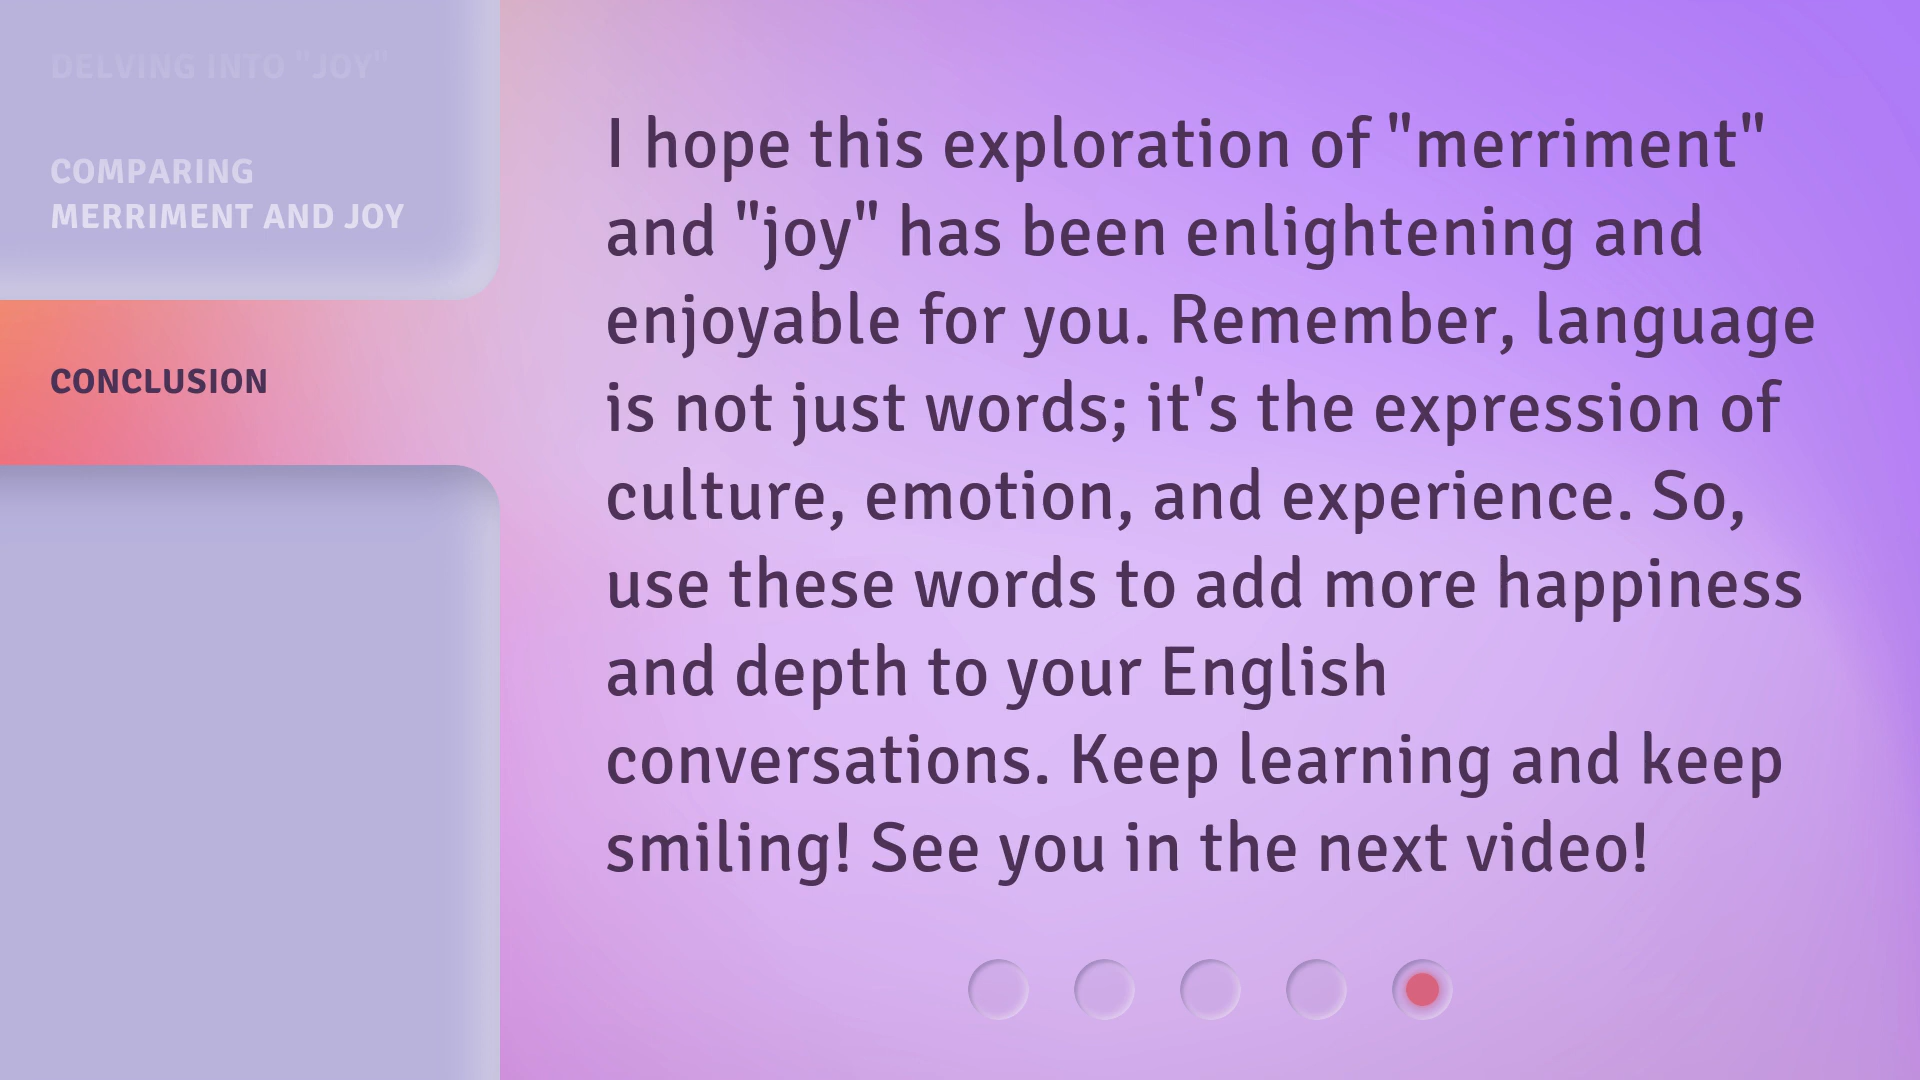 DELVING INTO "JOY"
COMPARING
MERRIMENT AND JOY
CONCLUSION
I hope this exploration of "merriment"
and "joy" has been enlightening and
enjoyable for you. Remember, language
is not just words; it's the expression of
culture, emotion, and experience. So,
use these words to add more happiness
and depth to your English
conversations. Keep learning and keep
smiling! See you in the next video!